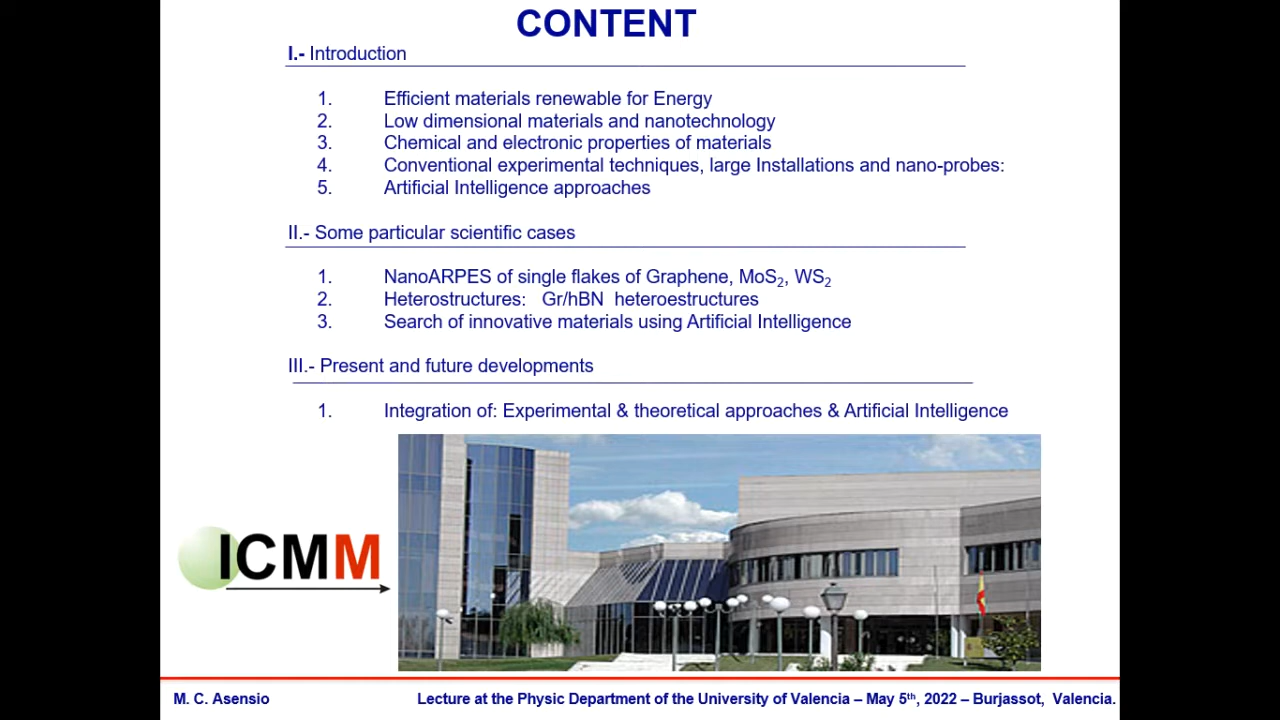 CONTENT
I.- Introduction
1. Efficient materials renewable for Energy
2. Low dimensional materials and nanotechnology
3. Chemical and electronic properties of materials
4. Conventional experimental techniques, large Installations and nano-probes:
5. Artificial Intelligence approaches
II.- Some particular scientific cases
1. NanoARPES of single flakes of Graphene, MoS₂, WS₂
2. Heterostructures: Gr/hBN heteroestructures
3. Search of innovative materials using Artificial Intelligence
III.- Present and future developments
1. Integration of: Experimental & theoretical approaches & Artificial Intelligence
ICMM
M. C. Asensio Lecture at the Physic Department of the University of Valencia – May 5ᵗʰ, 2022 – Burjassot, Valencia.